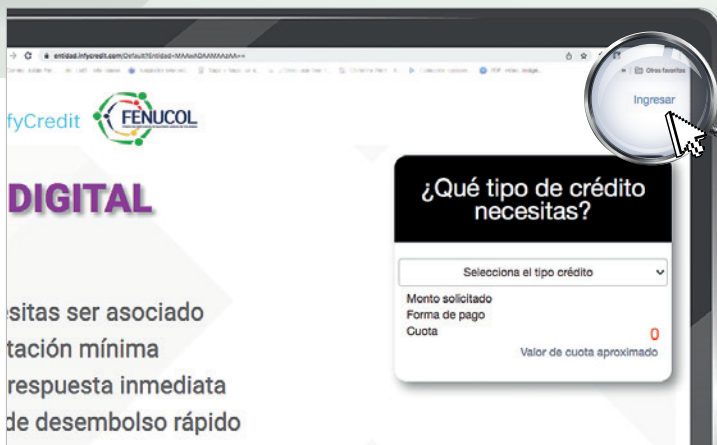 entidad.infycredit.com/Default?Entidad=MAAwADAAMAAzAA==
Otros favoritos
Ingresar
fyCredit FENUCOL
DIGITAL
¿Qué tipo de crédito
necesitas?
Selecciona el tipo crédito
Monto solicitado
Forma de pago
Cuota
0
Valor de cuota aproximado
sitas ser asociado
tación mínima
respuesta inmediata
de desembolso rápido